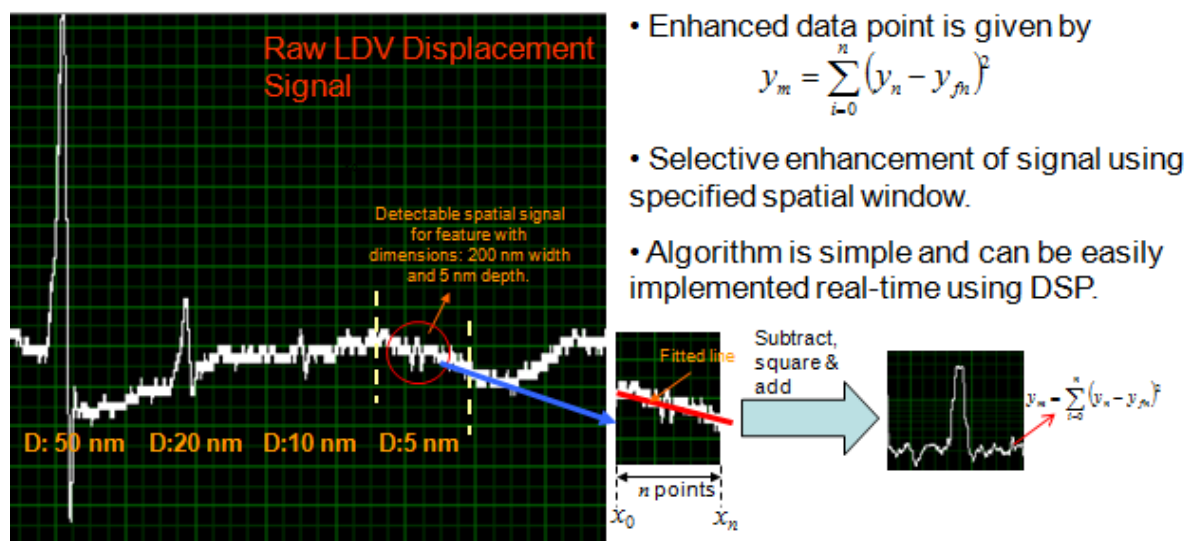 Raw LDV Displacement
Signal
Detectable spatial signal
for feature with
dimensions: 200 nm width
and 5 nm depth.
D: 50 nm D:20 nm D:10 nm D:5 nm
• Enhanced data point is given by
y_m = \sum_{i=0}^{n} (y_n - y_{fn})^2
• Selective enhancement of signal using
specified spatial window.
• Algorithm is simple and can be easily
implemented real-time using DSP.
Fitted line
n points
x_0 x_n
Subtract,
square &
add
y_m = \sum_{i=0}^{n} (y_n - y_{fn})^2